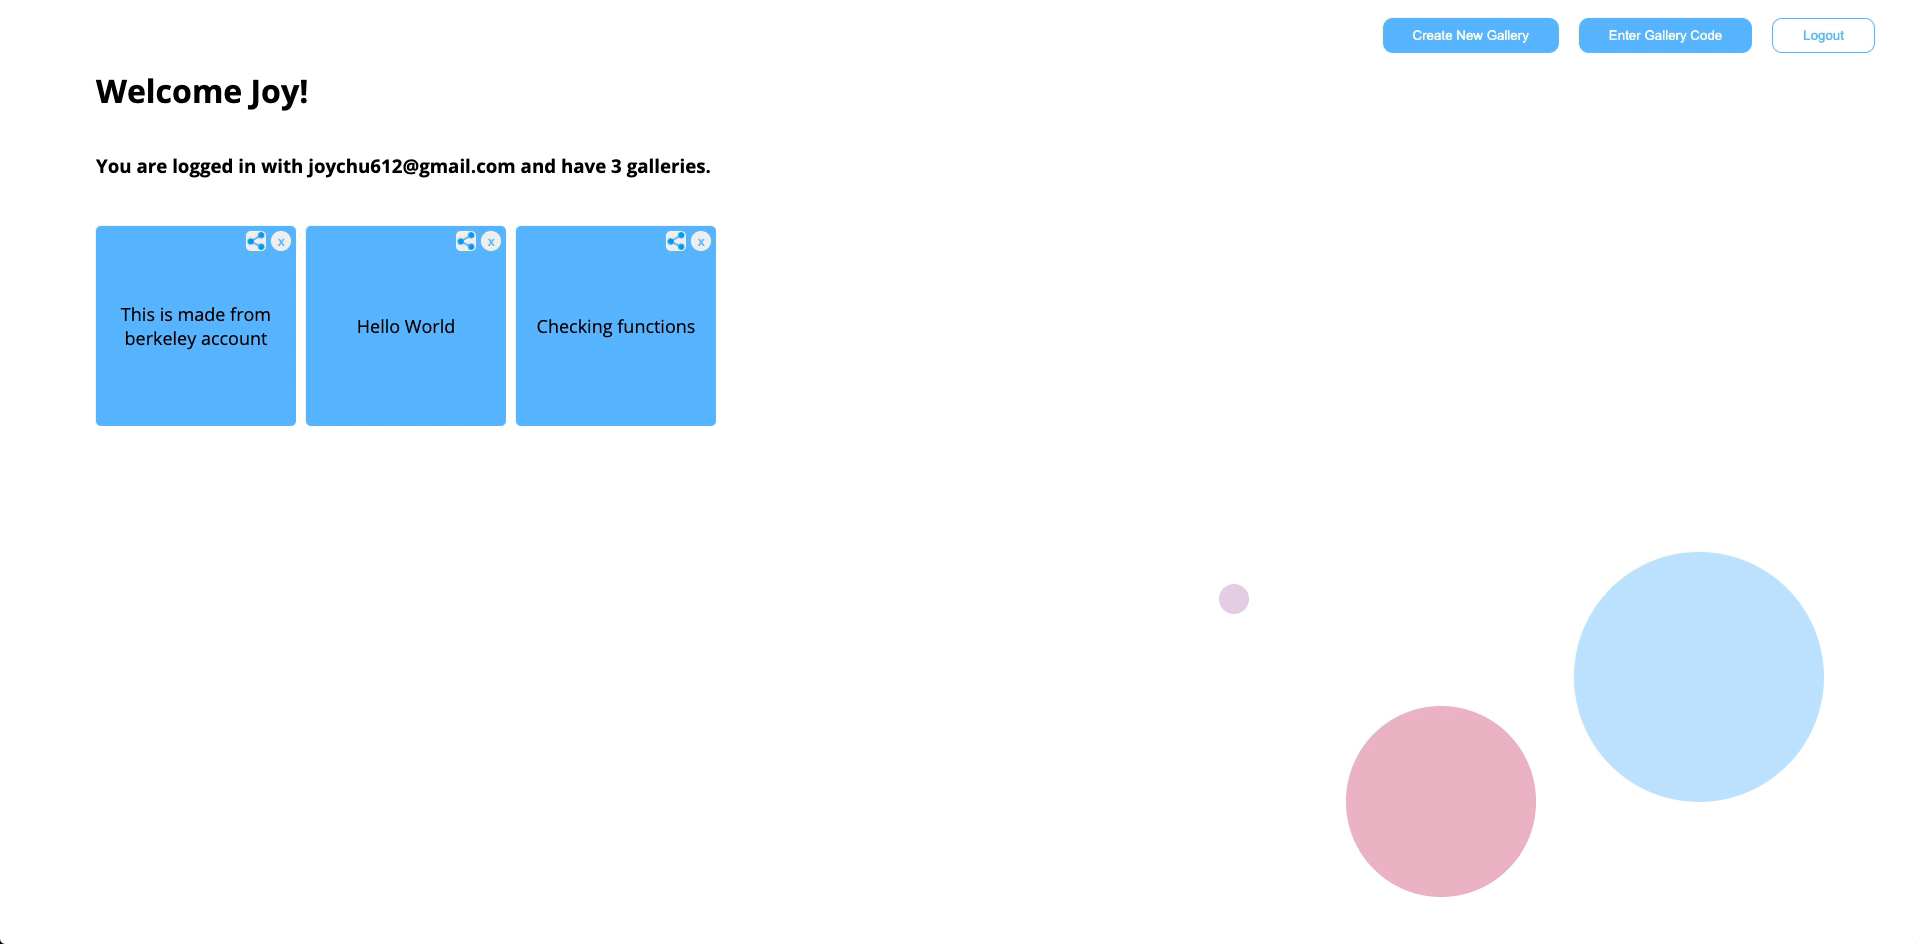 Create New Gallery
Enter Gallery Code
Logout
Welcome Joy!
You are logged in with joychu612@gmail.com and have 3 galleries.
x
This is made from
berkeley account
x
Hello World
x
Checking functions